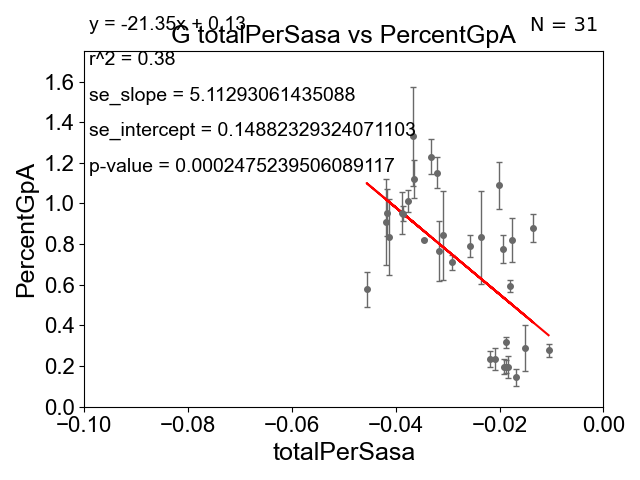 y = -21.35x + 0.13
N = 31
G totalPerSasa vs PercentGpA
r^2 = 0.38
se_slope = 5.11293061435088
se_intercept = 0.14882329324071103
p-value = 0.0002475239506089117
PercentGpA
1.6
1.4
1.2
1.0
0.8
0.6
0.4
0.2
0.0
−0.10 −0.08 −0.06 −0.04 −0.02 0.00
totalPerSasa